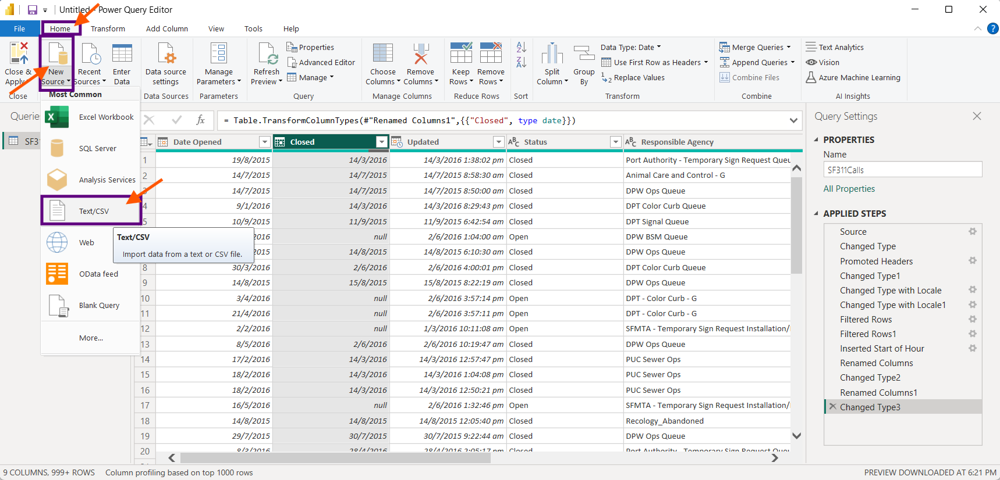 Untitled - Power Query Editor
File Home Transform Add Column View Tools Help
Close & Apply
New Source
Recent Sources
Enter Data
Data source settings
Manage Parameters
Refresh Preview
Properties
Advanced Editor
Manage
Choose Columns
Remove Columns
Keep Rows
Remove Rows
Split Column
Group By
Data Type: Date
Use First Row as Headers
Replace Values
Merge Queries
Append Queries
Combine Files
Text Analytics
Vision
Azure Machine Learning
Close Data Sources Parameters Query Manage Columns Reduce Rows Sort Transform Combine AI Insights
Most Common
Excel Workbook
SQL Server
Analysis Services
Text/CSV
Web
OData feed
Blank Query
More...
Text/CSV
Import data from a text or CSV file.
Queries
SF31
fx = Table.TransformColumnTypes(#"Renamed Columns1",{{"Closed", type date}})
Date Opened Closed Updated Status Responsible Agency
1 19/8/2015 14/3/2016 14/3/2016 1:38:02 pm Closed Port Authority - Temporary Sign Request Queu
2 14/7/2015 14/7/2015 14/7/2015 8:58:30 am Closed Animal Care and Control - G
3 14/7/2015 14/7/2015 14/7/2015 8:50:00 am Closed DPW Ops Queue
4 9/1/2016 14/3/2016 14/3/2016 8:29:43 pm Closed DPT Color Curb Queue
5 10/9/2015 11/9/2015 11/9/2015 6:42:54 am Closed DPT Signal Queue
2016 null 2/6/2016 1:04:00 am Open DPW BSM Queue
2015 14/8/2015 14/8/2015 6:10:30 am Closed DPW Ops Queue
8 30/3/2016 2/6/2016 2/6/2016 4:00:01 pm Closed DPT Color Curb Queue
9 14/8/2015 15/8/2015 15/8/2015 8:22:19 am Closed DPW Ops Queue
10 3/4/2016 null 2/6/2016 3:57:14 pm Open DPT - Color Curb - G
11 21/4/2016 null 2/6/2016 3:57:11 pm Open DPT - Color Curb - G
12 2/2/2016 null 1/3/2016 10:11:08 am Open SFMTA - Temporary Sign Request Installation/
13 8/5/2016 2/6/2016 2/6/2016 10:19:47 am Closed DPW Ops Queue
14 17/2/2016 14/3/2016 14/3/2016 12:57:47 pm Closed PUC Sewer Ops
15 18/2/2016 14/3/2016 14/3/2016 1:04:08 pm Closed PUC Sewer Ops
16 18/2/2016 14/3/2016 14/3/2016 12:50:21 pm Closed PUC Sewer Ops
17 16/5/2016 null 2/6/2016 1:32:46 pm Open SFMTA - Temporary Sign Request Installation/
18 14/8/2015 14/8/2015 14/8/2015 12:05:40 pm Closed Recology_Abandoned
19 29/7/2015 30/7/2015 30/7/2015 9:22:44 am Closed DPW Ops Queue
20 8/3/2016 28/4/2016 28/4/2016 2:05:17 pm Closed Port Authority - Temporary Sign Request Queu
Query Settings
PROPERTIES
Name
SF311Calls
All Properties
APPLIED STEPS
Source
Changed Type
Promoted Headers
Changed Type1
Changed Type with Locale
Changed Type with Locale1
Filtered Rows
Filtered Rows1
Inserted Start of Hour
Renamed Columns
Changed Type2
Renamed Columns1
Changed Type3
9 COLUMNS, 999+ ROWS Column profiling based on top 1000 rows PREVIEW DOWNLOADED AT 6:21 PM